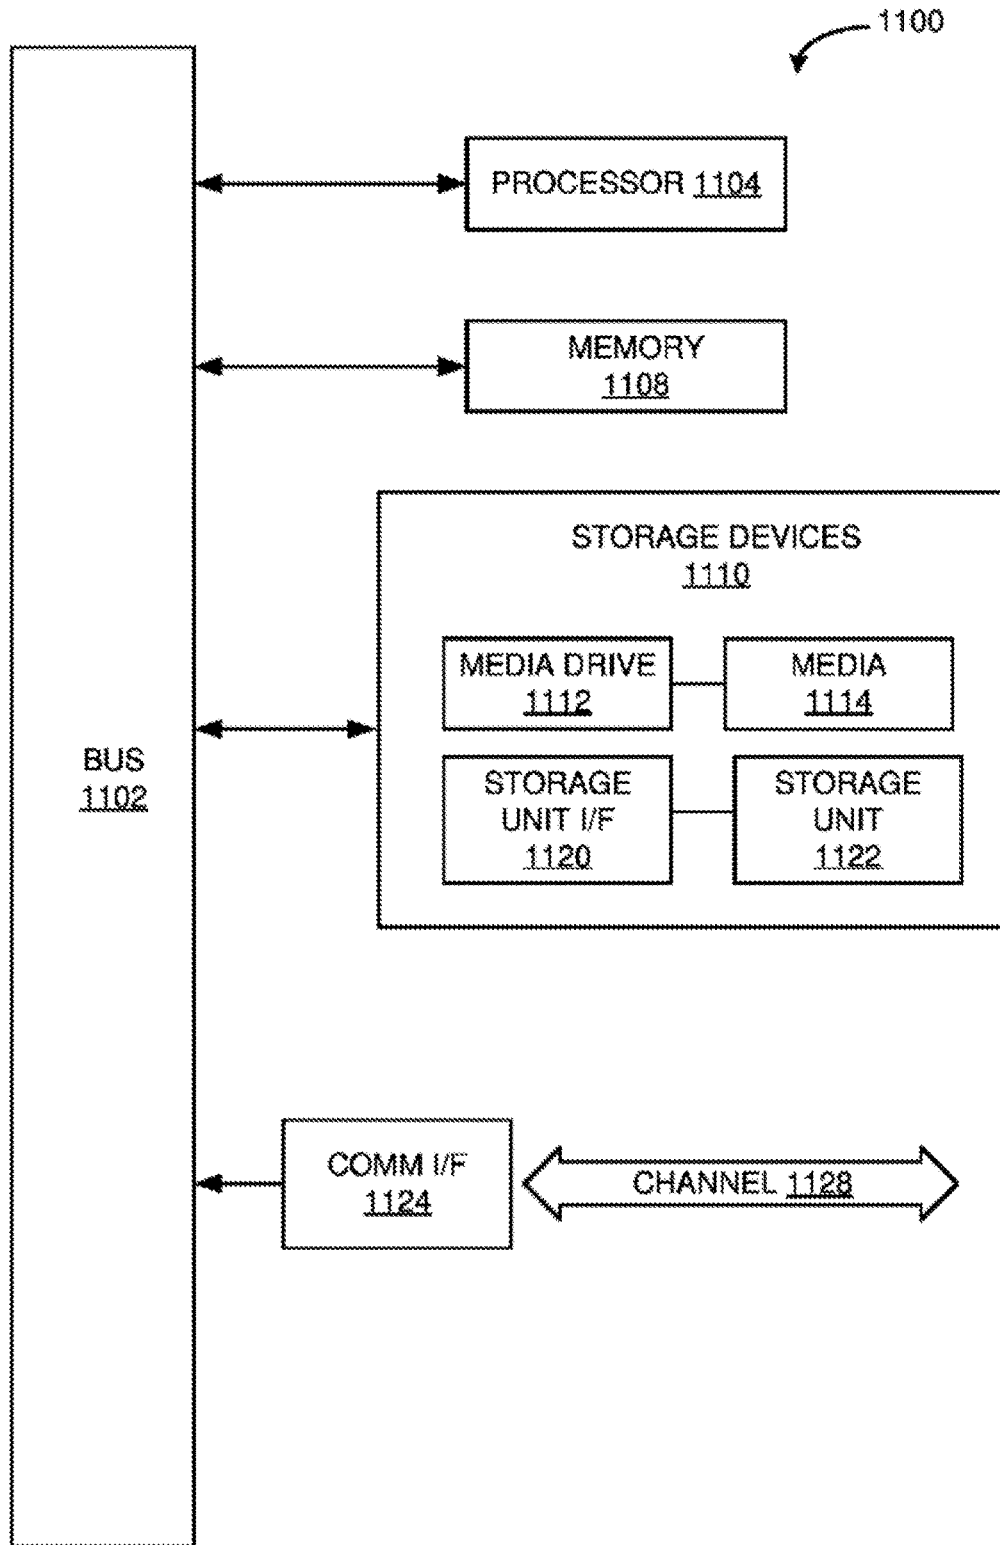 1100
PROCESSOR 1104
MEMORY
1108
STORAGE DEVICES
1110
MEDIA DRIVE
1112
MEDIA
1114
BUS
1102
STORAGE
UNIT I/F
1120
STORAGE
UNIT
1122
COMM I/F
1124
CHANNEL 1128